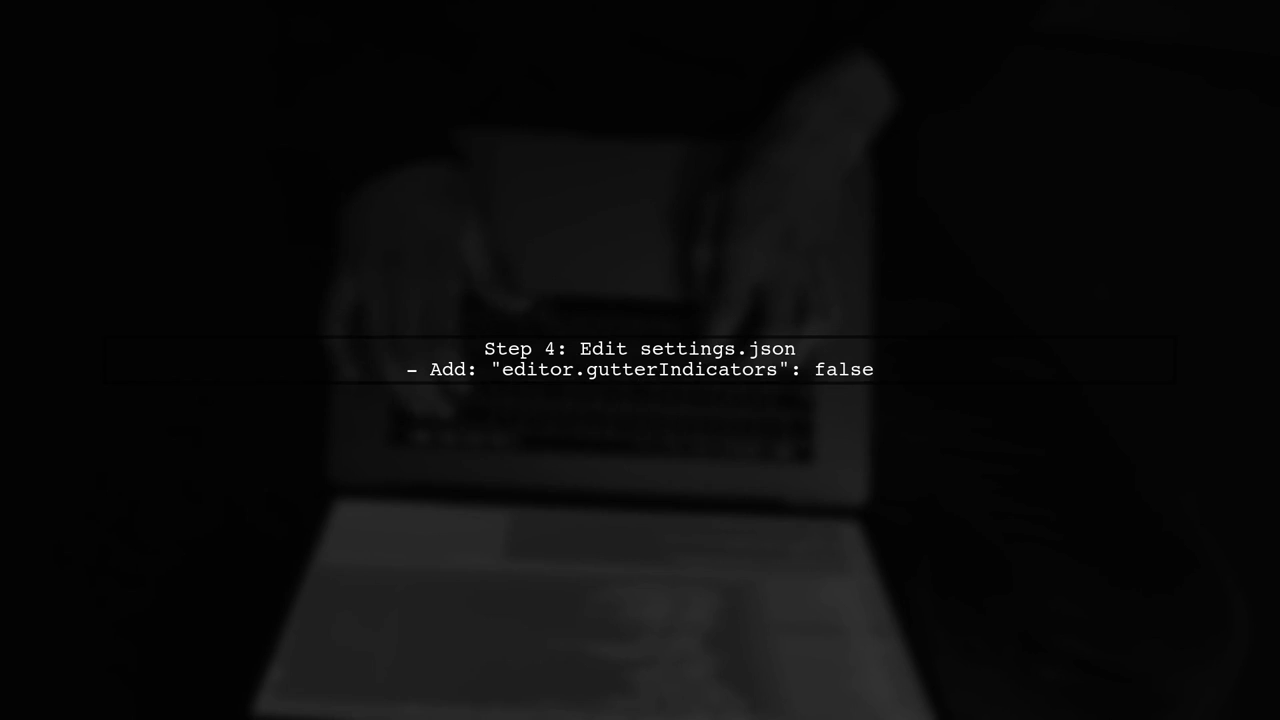 Step 4: Edit settings.json
– Add: "editor.gutterIndicators": false